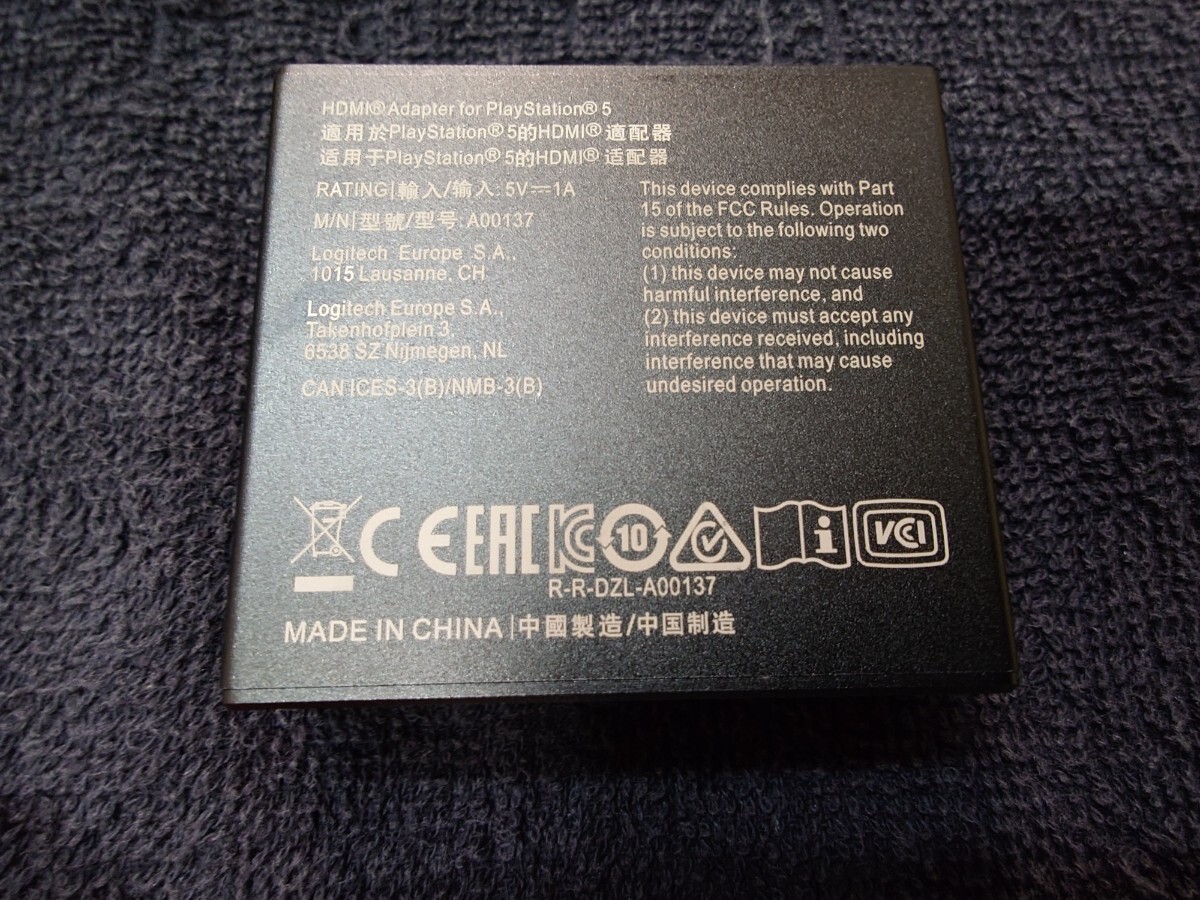 HDMI® Adapter for PlayStation® 5
適用於PlayStation® 5的HDMI® 適配器
适用于PlayStation® 5的HDMI® 适配器
RATING|輸入/输入: 5V⎓1A
M/N|型號/型号: A00137
Logitech Europe S.A.,
1015 Lausanne, CH
Logitech Europe S.A.,
Takenhofplein 3,
6538 SZ Nijmegen, NL
CAN ICES-3(B)/NMB-3(B)
This device complies with Part
15 of the FCC Rules. Operation
is subject to the following two
conditions:
(1) this device may not cause
harmful interference, and
(2) this device must accept any
interference received, including
interference that may cause
undesired operation.
CE EAC KC 10 i VCI
R-R-DZL-A00137
MADE IN CHINA|中國製造/中国制造